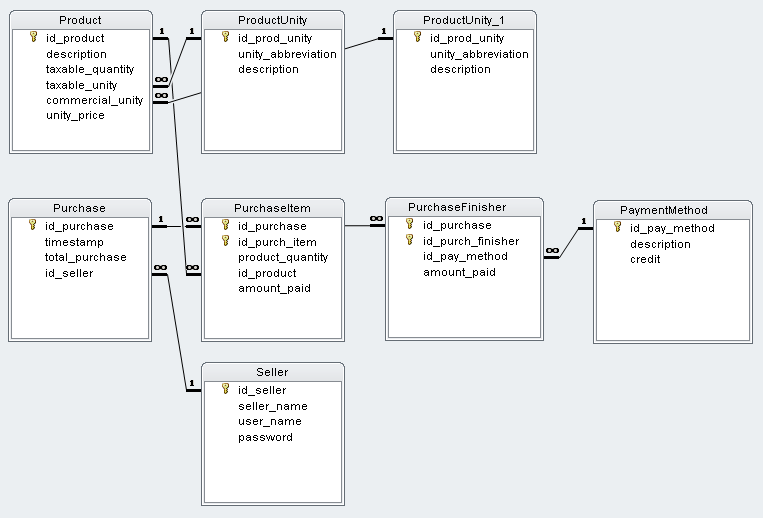 Product
id_product
description
taxable_quantity
taxable_unity
commercial_unity
unity_price
1
∞
∞
ProductUnity
id_prod_unity
unity_abbreviation
description
1
ProductUnity_1
id_prod_unity
unity_abbreviation
description
1
Purchase
id_purchase
timestamp
total_purchase
id_seller
1
∞
PurchaseItem
id_purchase
id_purch_item
product_quantity
id_product
amount_paid
∞
∞
PurchaseFinisher
id_purchase
id_purch_finisher
id_pay_method
amount_paid
∞
∞
PaymentMethod
id_pay_method
description
credit
1
Seller
id_seller
seller_name
user_name
password
1